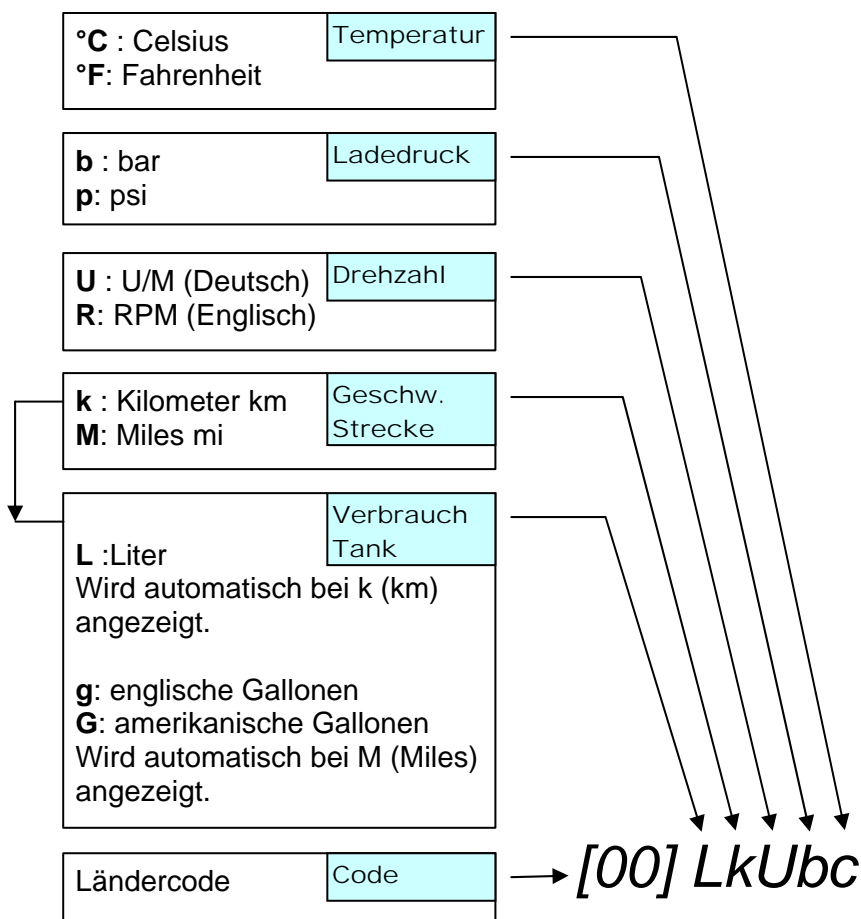 °C : Celsius
Temperatur
°F: Fahrenheit
b : bar
Ladedruck
p: psi
U : U/M (Deutsch)
Drehzahl
R: RPM (Englisch)
k : Kilometer km
Geschw.
M: Miles mi
Strecke
Verbrauch
Tank
L :Liter
Wird automatisch bei k (km)
angezeigt.
g: englische Gallonen
G: amerikanische Gallonen
Wird automatisch bei M (Miles)
angezeigt.
Ländercode
Code
[00] LkUbc